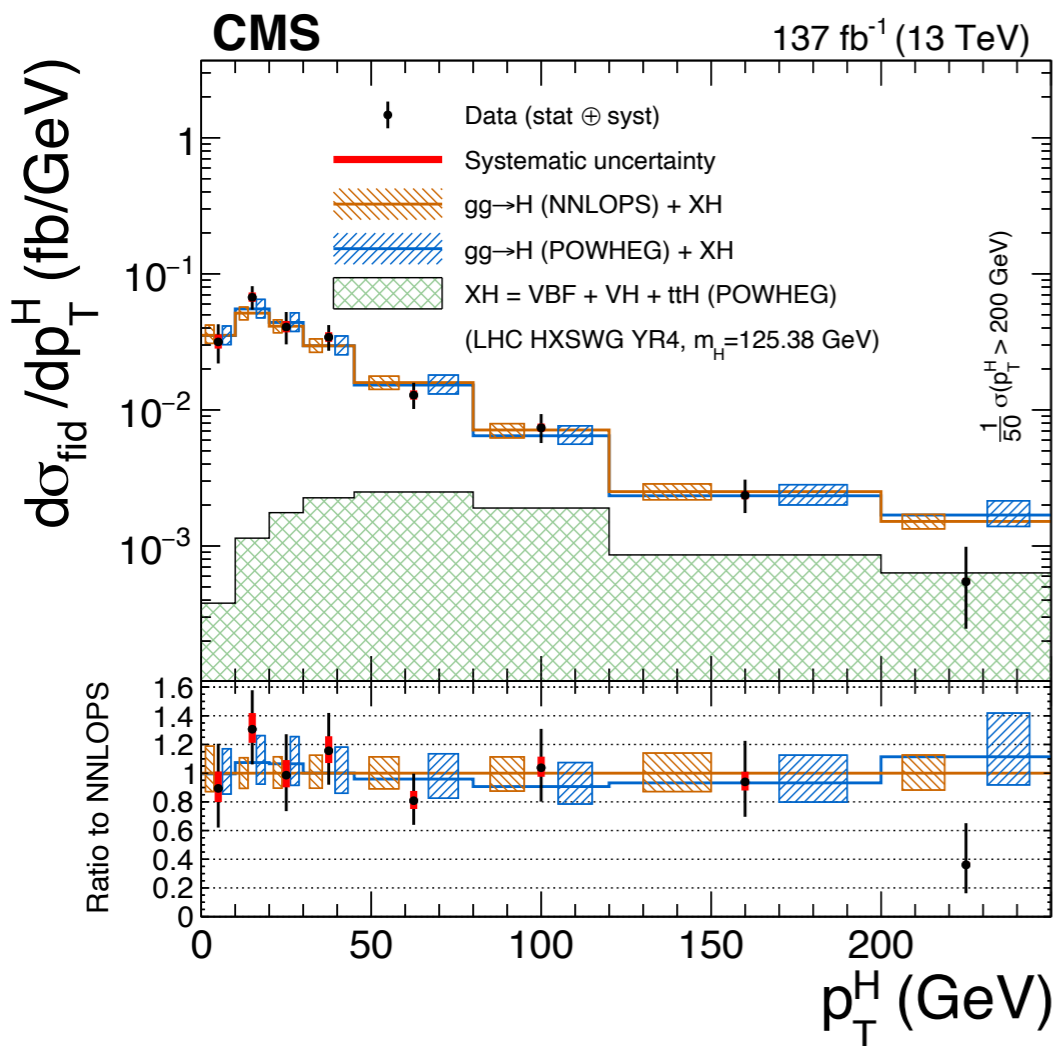 CMS 137 fb⁻¹ (13 TeV)
dσ_fid /dp_T^H (fb/GeV)
1
10⁻¹
10⁻²
10⁻³
Data (stat ⊕ syst)
Systematic uncertainty
gg→H (NNLOPS) + XH
gg→H (POWHEG) + XH
XH = VBF + VH + ttH (POWHEG)
(LHC HXSWG YR4, m_H=125.38 GeV)
1/50 σ(p_T^H > 200 GeV)
Ratio to NNLOPS
1.6
1.4
1.2
1
0.8
0.6
0.4
0.2
0
0 50 100 150 200
p_T^H (GeV)